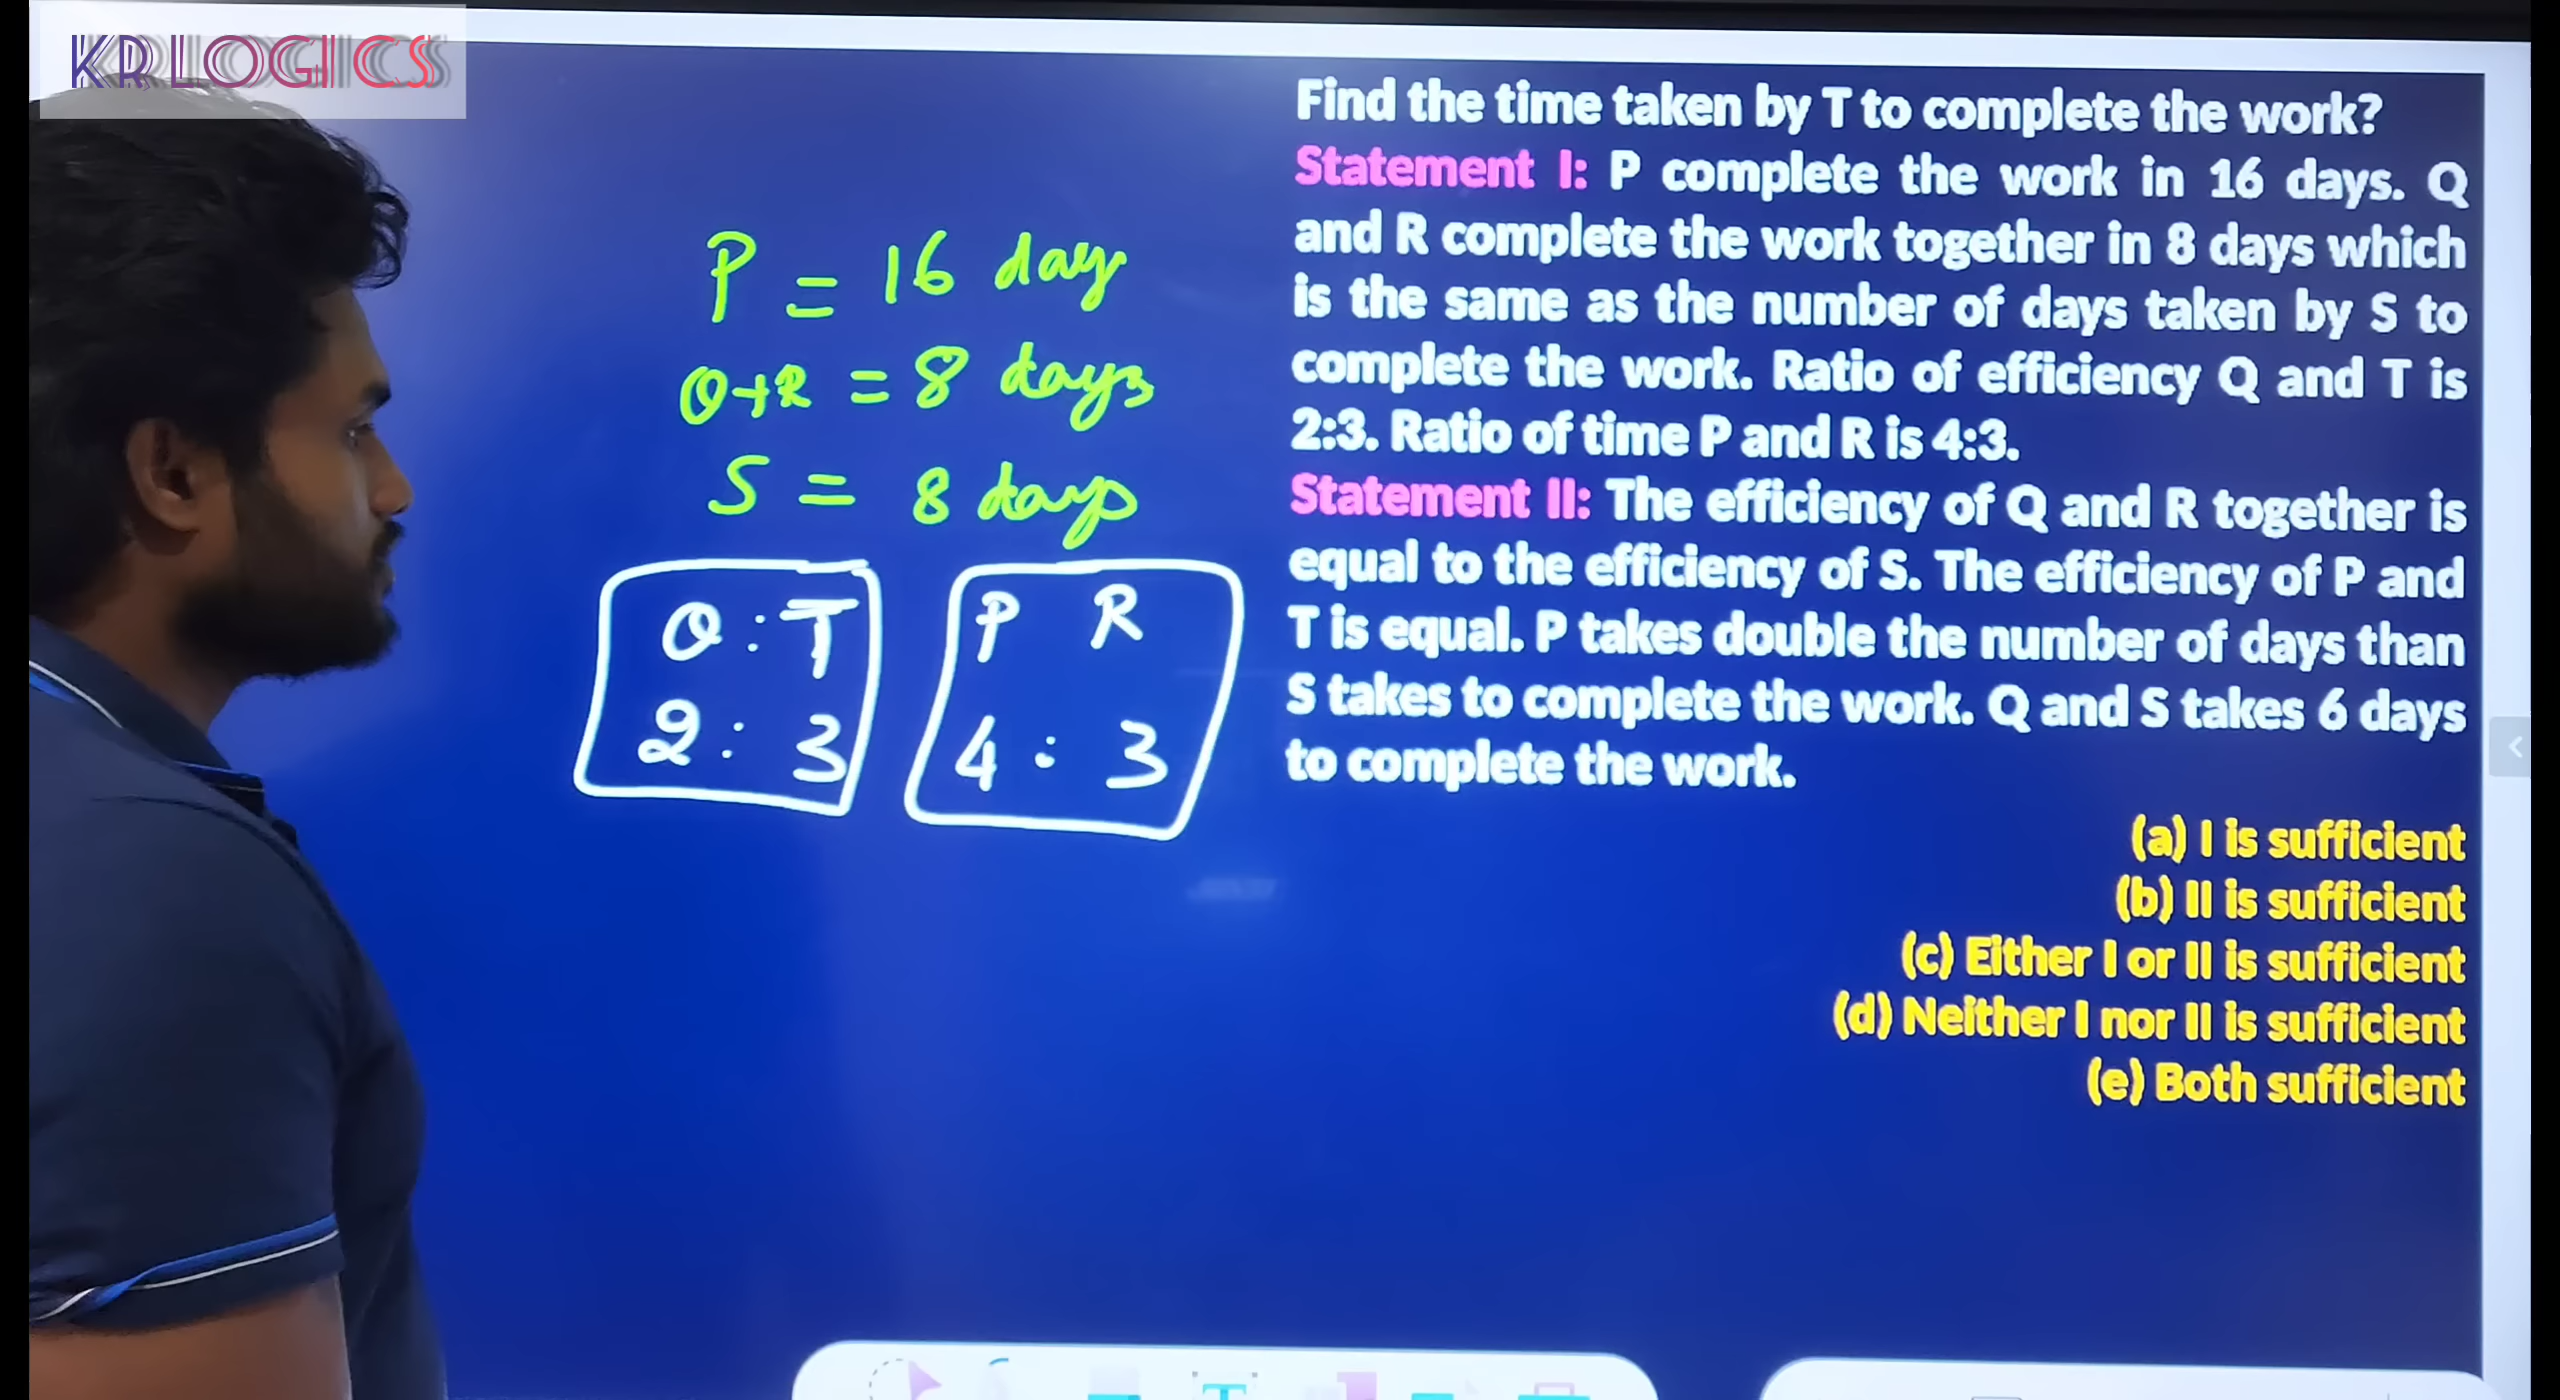 KR LOGICS
Find the time taken by T to complete the work?
Statement I: P complete the work in 16 days. Q
and R complete the work together in 8 days which
is the same as the number of days taken by S to
complete the work. Ratio of efficiency Q and T is
2:3. Ratio of time P and R is 4:3.
Statement II: The efficiency of Q and R together is
equal to the efficiency of S. The efficiency of P and
T is equal. P takes double the number of days than
S takes to complete the work. Q and S takes 6 days
to complete the work.
(a) I is sufficient
(b) II is sufficient
(c) Either I or II is sufficient
(d) Neither I nor II is sufficient
(e) Both sufficient
P = 16 day
Q+R = 8 days
S = 8 days
Q : T
2 : 3
P R
4 : 3